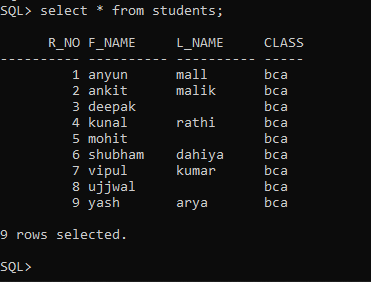 SQL> select * from students;
R_NO F_NAME L_NAME CLASS
---------- ---------- ---------- -----
1 anyun mall bca
2 ankit malik bca
3 deepak bca
4 kunal rathi bca
5 mohit bca
6 shubham dahiya bca
7 vipul kumar bca
8 ujjwal bca
9 yash arya bca
9 rows selected.
SQL>